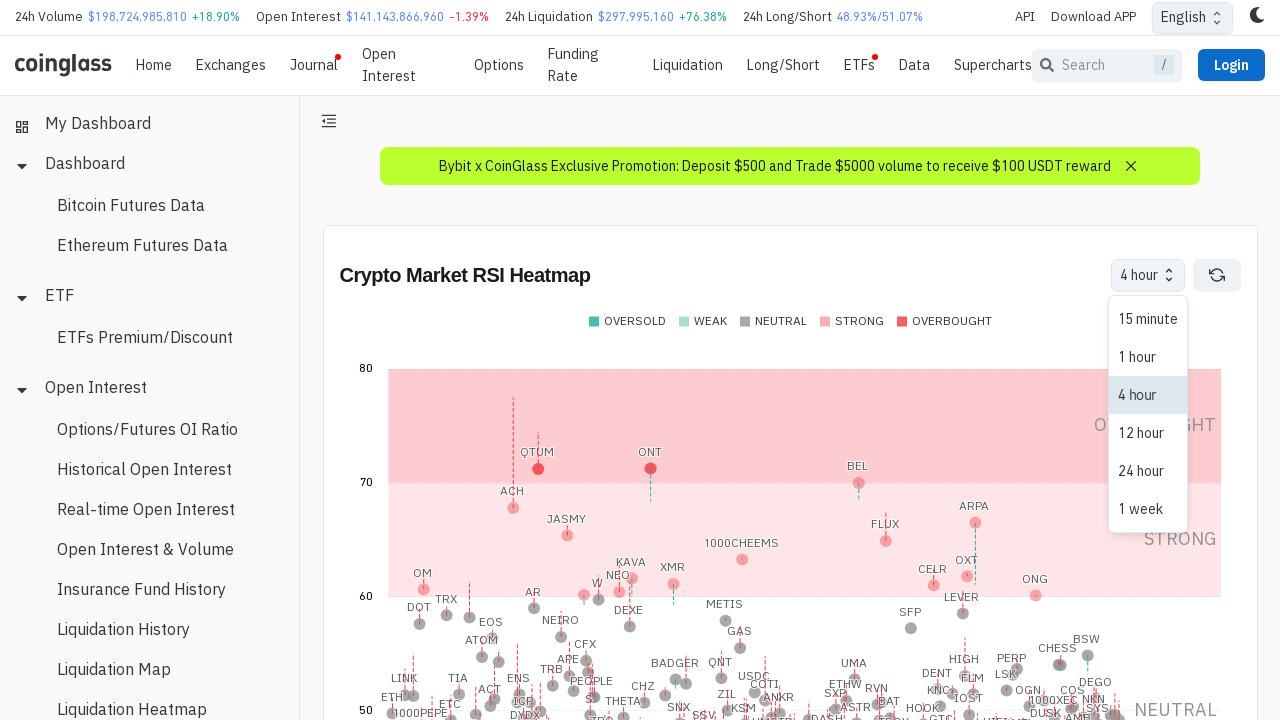 24h Volume $198,724,985,810 +18.90% Open Interest $141,143,866,960 -1.39% 24h Liquidation $297,995,160 +76.38% 24h Long/Short 48.93%/51.07% API Download APP English
coinglass Home Exchanges Journal Open Interest Options Funding Rate Liquidation Long/Short ETFs Data Supercharts Search / Login
My Dashboard
Dashboard
Bitcoin Futures Data
Ethereum Futures Data
ETF
ETFs Premium/Discount
Open Interest
Options/Futures OI Ratio
Historical Open Interest
Real-time Open Interest
Open Interest & Volume
Insurance Fund History
Liquidation History
Liquidation Map
Liquidation Heatmap
Bybit x CoinGlass Exclusive Promotion: Deposit $500 and Trade $5000 volume to receive $100 USDT reward
Crypto Market RSI Heatmap 4 hour
15 minute
1 hour
4 hour
12 hour
24 hour
1 week
OVERSOLD WEAK NEUTRAL STRONG OVERBOUGHT
80
QTUM ONT BEL
70
ACH
JASMY FLUX ARPA
1000CHEEMS
STRONG
OM KAVA NEO W XMR OXT CELR ONG
60
TRX AR LEVER
DOT DEXE METIS SFP
EOS NEIRO GAS
ATOM CFX BSW
CHESS
APE BADGER QNT UMA HIGH PERP
TRB USDC DENT LSK
LINK TIA ENS PEOPLE CHZ COTI ETHW FLM DEGO
ACT RVN KNC OGN COS
ETHFI ETC ICE THETA ZIL ANKR SXP BAT IOST 1000XEC NKN
1000PEPE SNX KSM ASTR HOOK SYS
50 DYDX SSV DUSK NEUTRAL
DASH GTC AMB